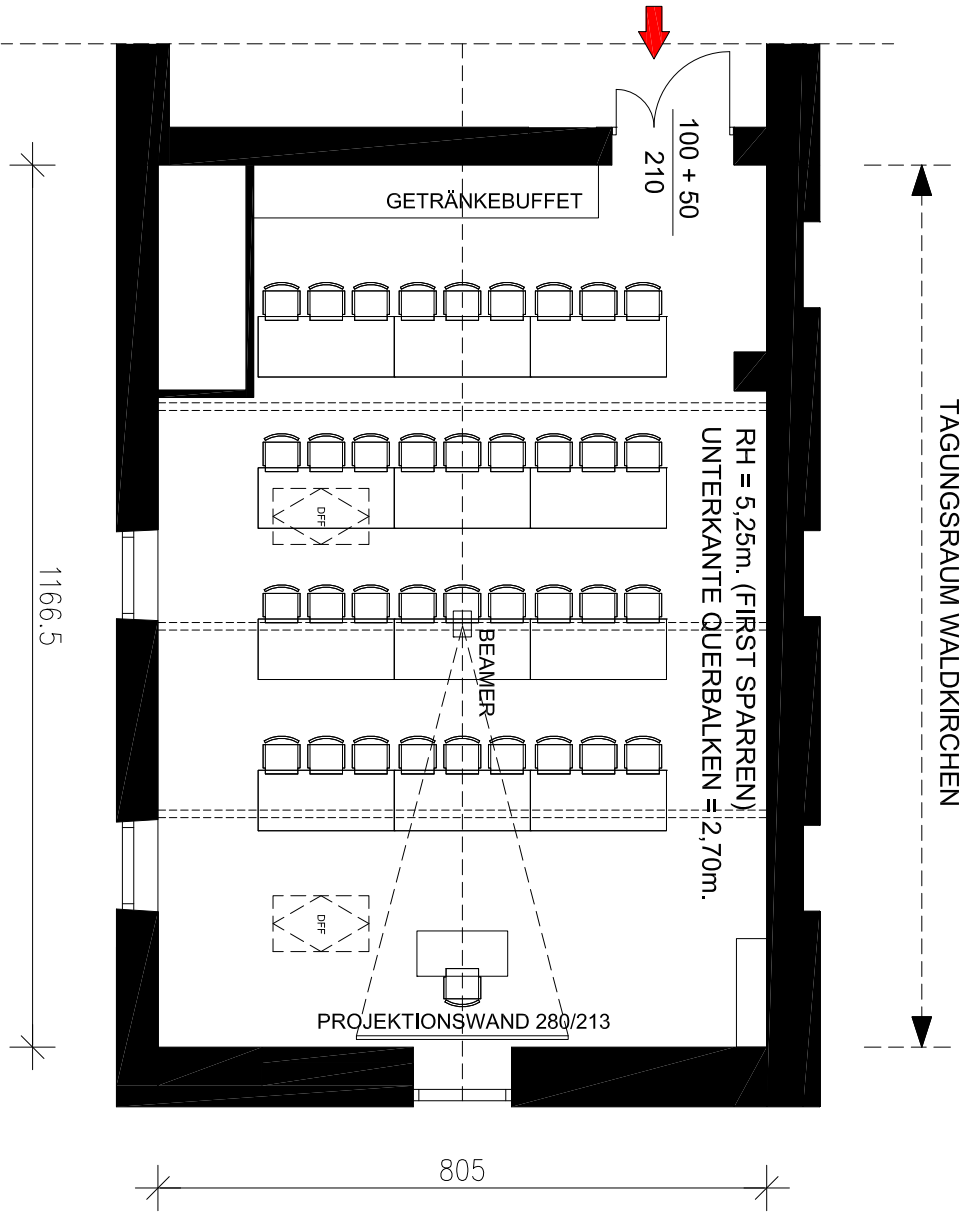 100 + 50
210
GETRÄNKEBUFFET
TAGUNGSRAUM WALDKIRCHEN
RH = 5,25m. (FIRST SPARREN)
UNTERKANTE QUERBALKEN = 2,70m.
DFF
BEAMER
1166.5
DFF
PROJEKTIONSWAND 280/213
805